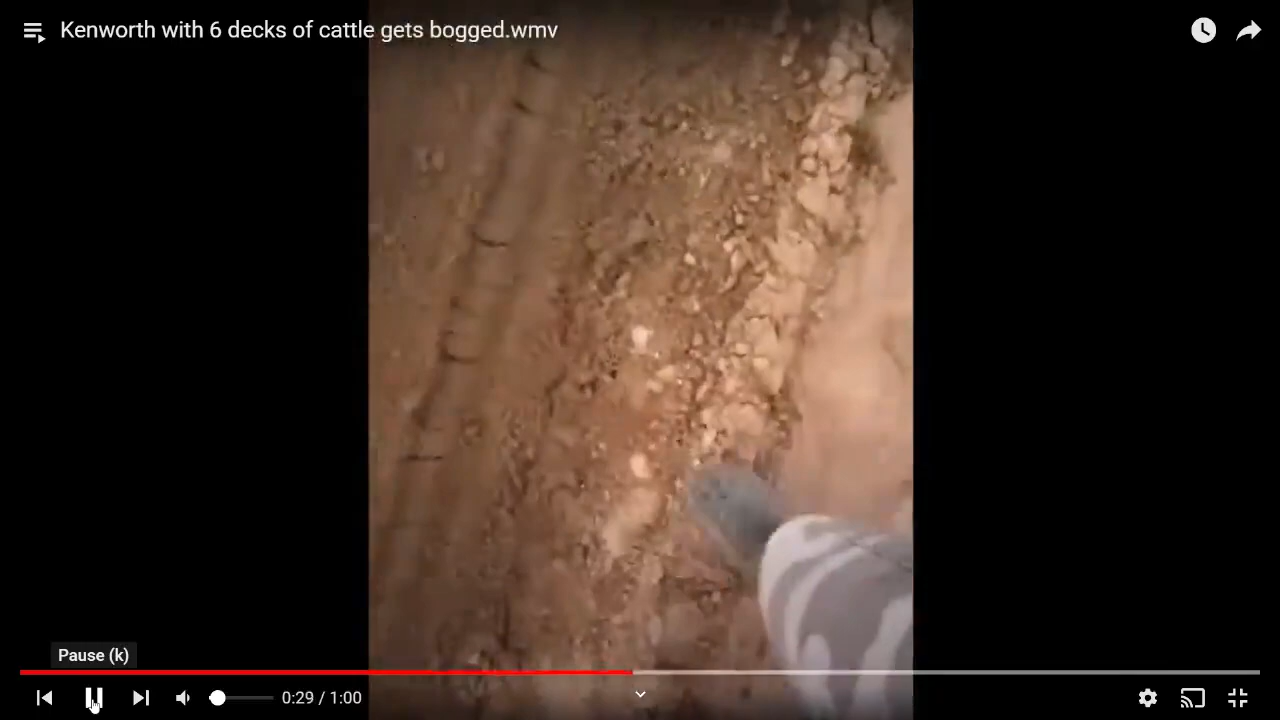 Kenworth with 6 decks of cattle gets bogged.wmv
Pause (k)
0:29 / 1:00